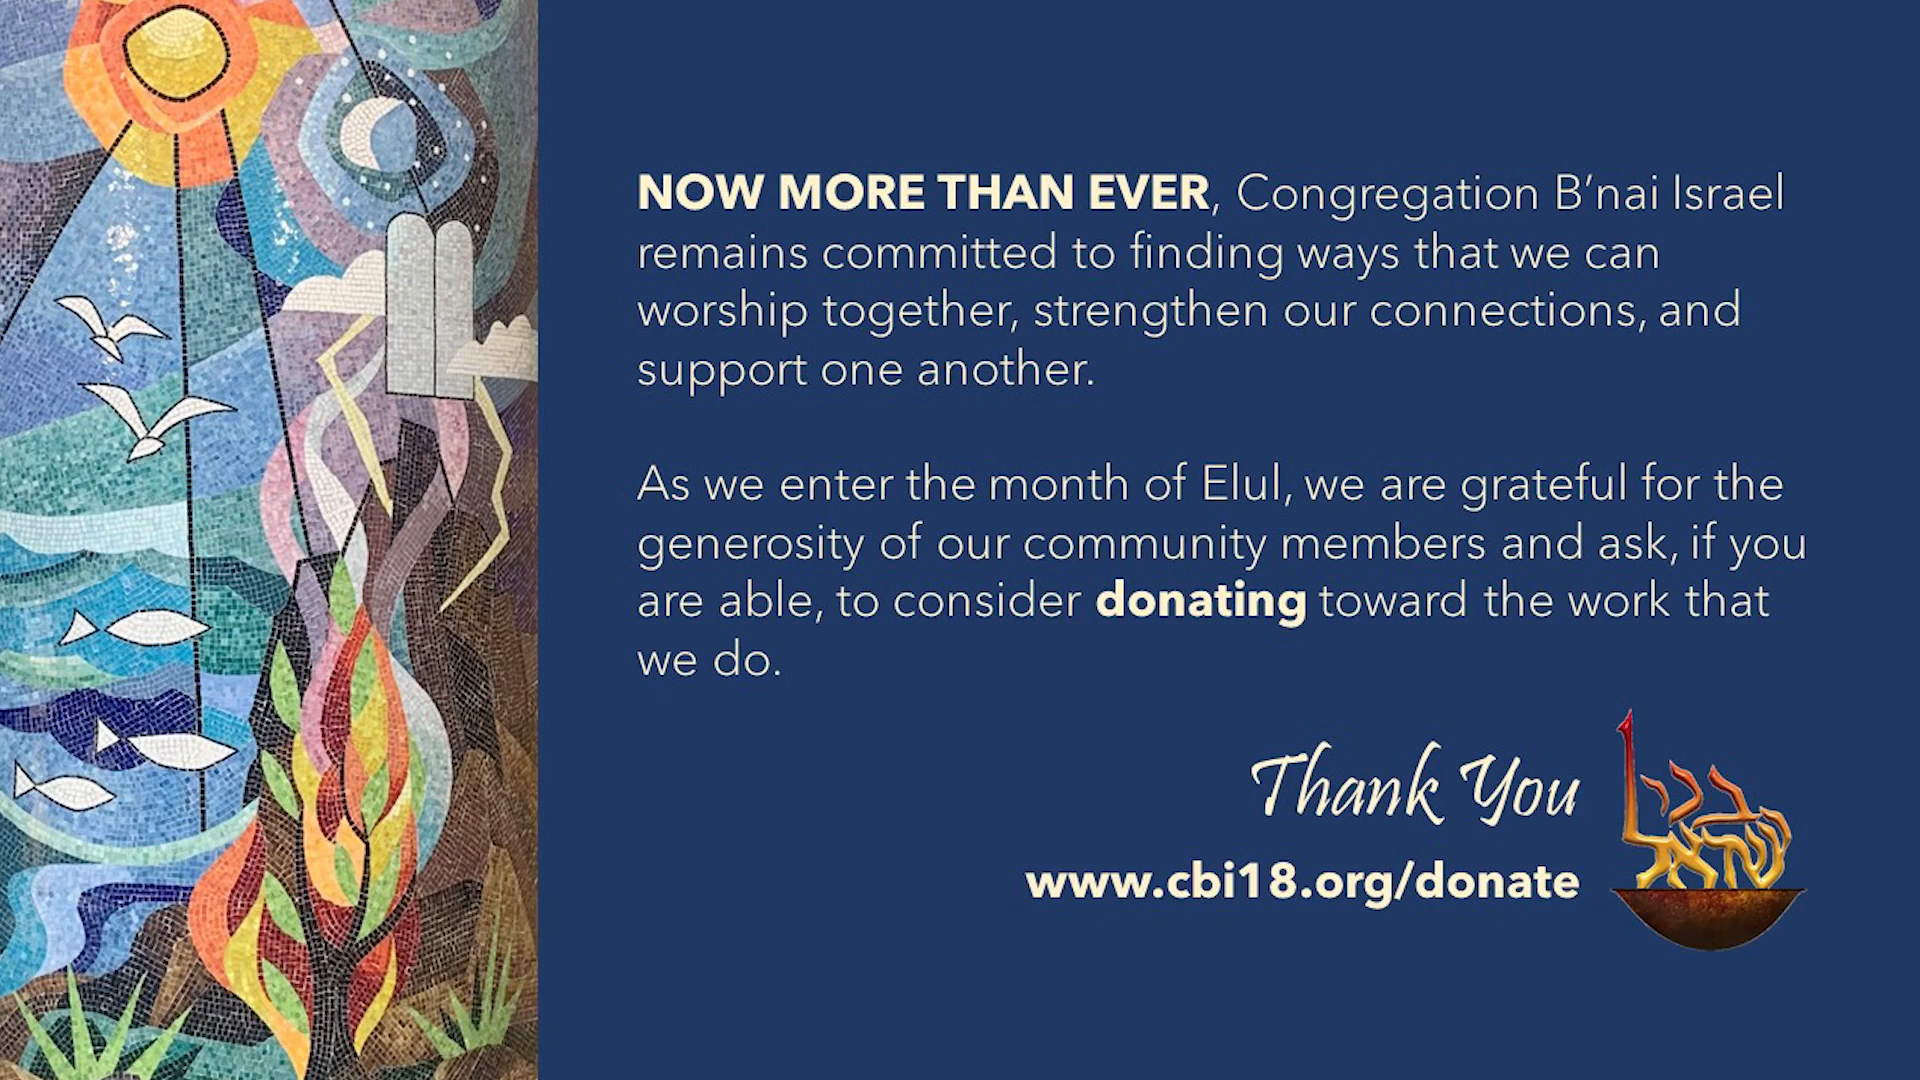 NOW MORE THAN EVER, Congregation B’nai Israel
remains committed to finding ways that we can
worship together, strengthen our connections, and
support one another.
As we enter the month of Elul, we are grateful for the
generosity of our community members and ask, if you
are able, to consider donating toward the work that
we do.
Thank You
www.cbi18.org/donate
בני
ישראל